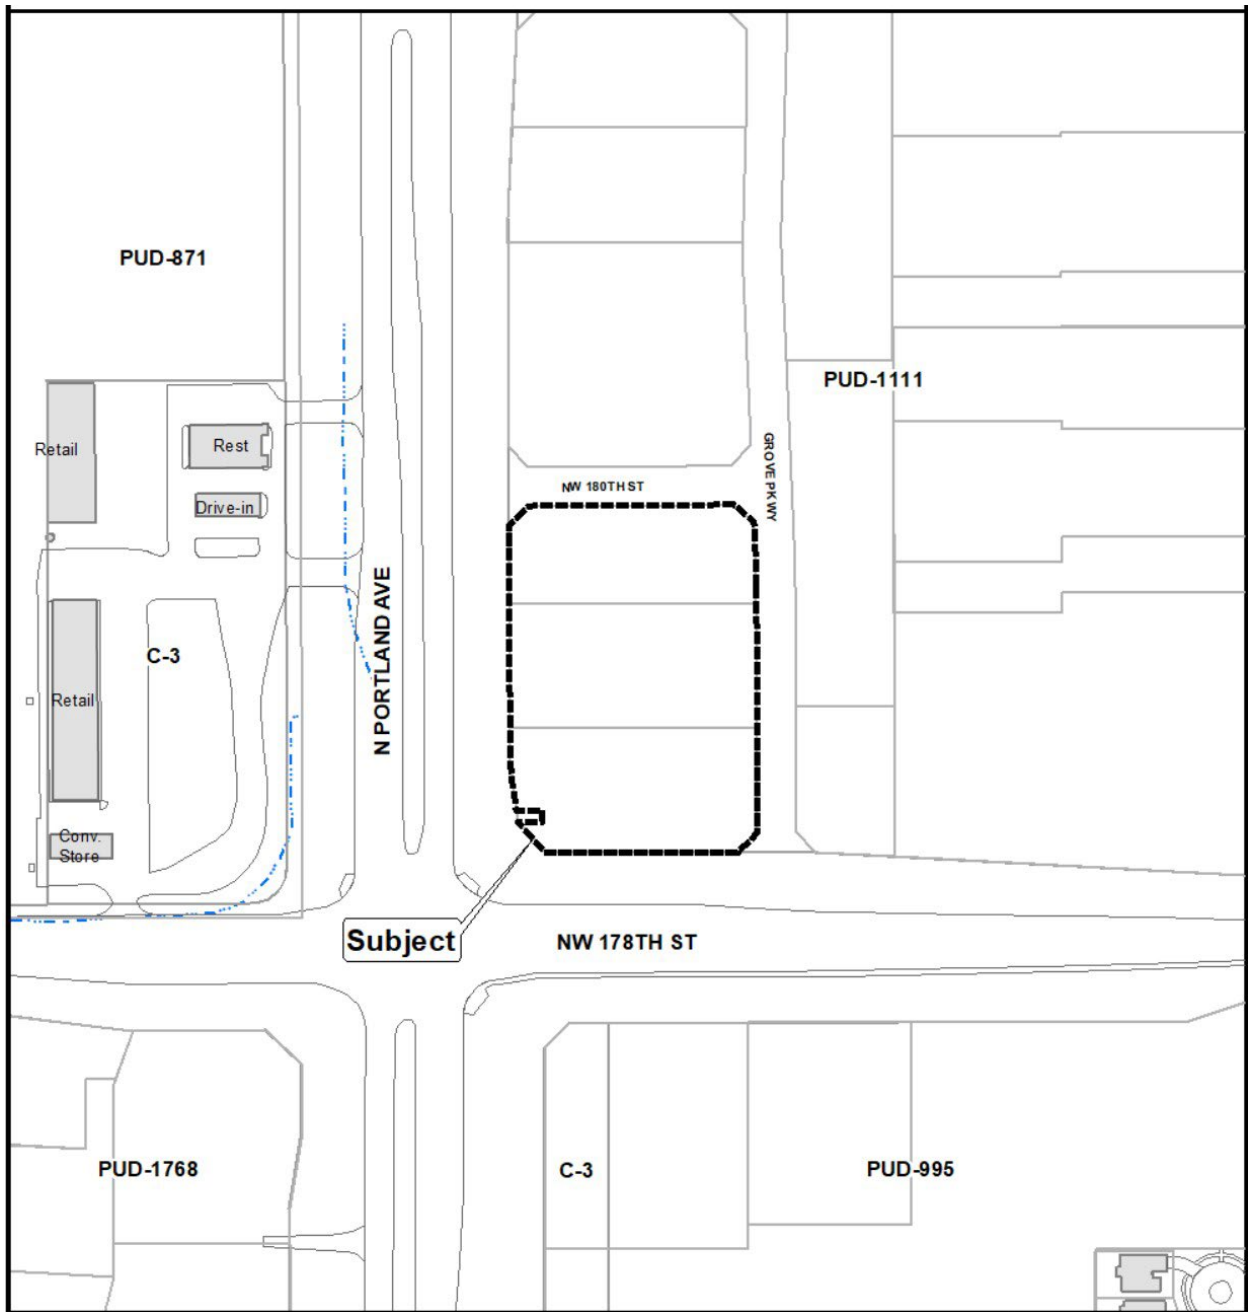 PUD-871
PUD-1111
Retail
Rest
GROVE PKWY
NW 180TH ST
Drive-in
N PORTLAND AVE
C-3
Retail
Conv.
Store
Subject
NW 178TH ST
PUD-1768
C-3
PUD-995